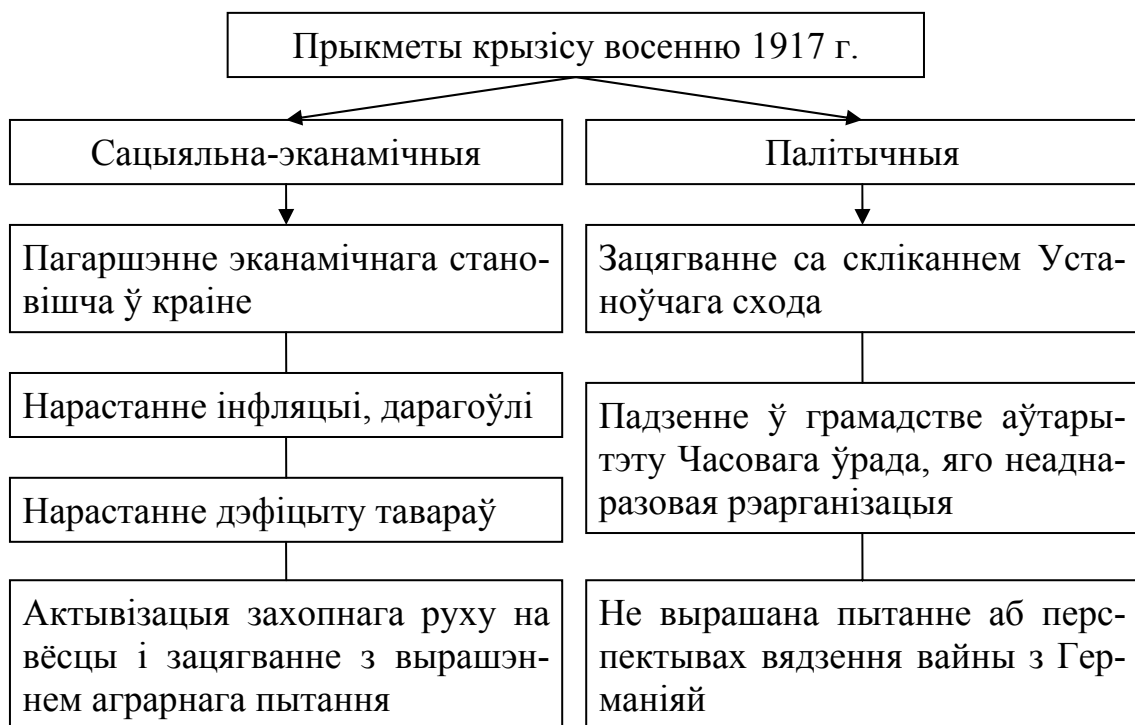 Прыкметы крызісу восенню 1917 г.
Сацыяльна-эканамічныя
Пагаршэнне эканамічнага стано-
вішча ў краіне
Нарастанне інфляцыі, дарагоўлі
Нарастанне дэфіцыту тавараў
Актывізацыя захопнага руху на
вёсцы і зацягванне з вырашэн-
нем аграрнага пытання
Палітычныя
Зацягванне са скліканнем Уста-
ноўчага схода
Падзенне ў грамадстве аўтары-
тэту Часовага ўрада, яго неадна-
разовая рэарганізацыя
Не вырашана пытанне аб перс-
пектывах вядзення вайны з Гер-
маніяй